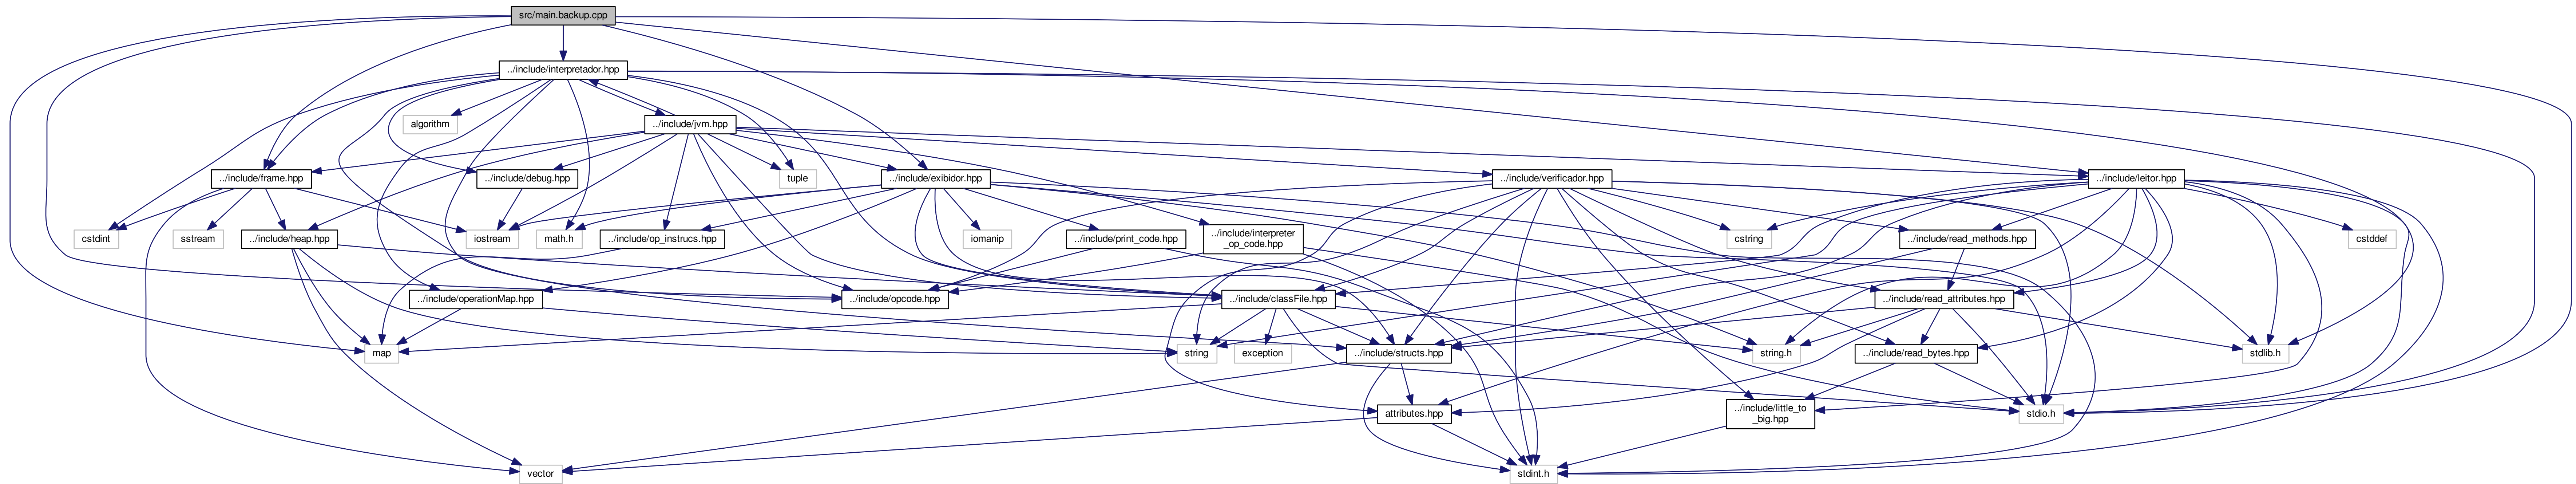 src/main.backup.cpp
../include/interpretador.hpp
algorithm
../include/jvm.hpp
../include/frame.hpp
../include/debug.hpp
tuple
../include/exibidor.hpp
../include/verificador.hpp
../include/leitor.hpp
cstdint
sstream
../include/heap.hpp
iostream
math.h
../include/op_instrucs.hpp
iomanip
../include/print_code.hpp
../include/interpreter
_op_code.hpp
cstring
../include/read_methods.hpp
cstddef
../include/operationMap.hpp
../include/opcode.hpp
../include/classFile.hpp
../include/read_attributes.hpp
map
string
exception
../include/structs.hpp
string.h
../include/read_bytes.hpp
stdlib.h
attributes.hpp
../include/little_to
_big.hpp
stdio.h
vector
stdint.h